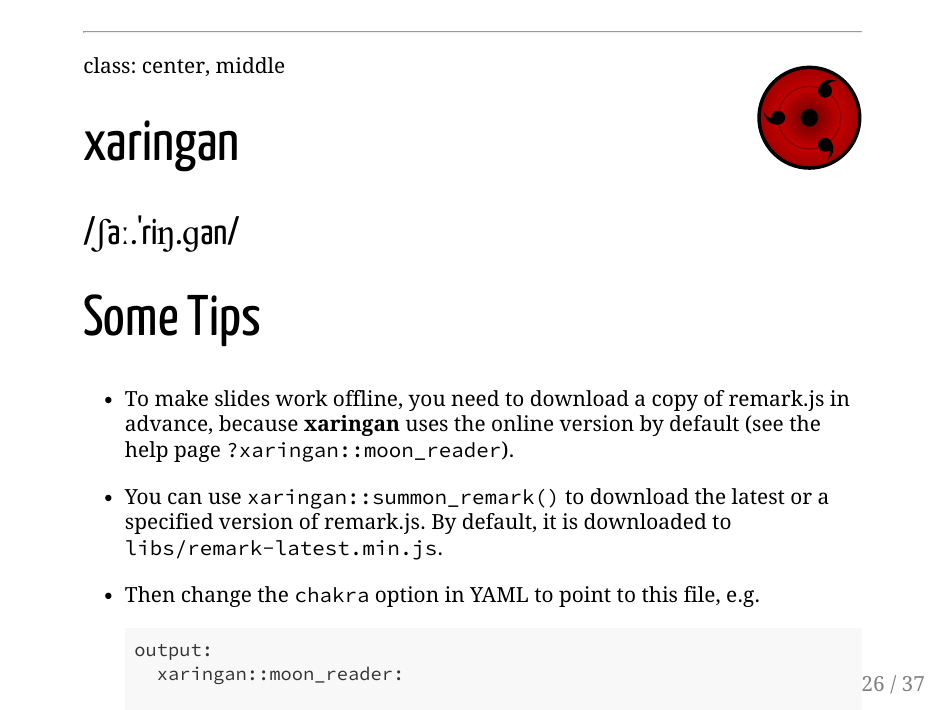 class: center, middle
xaringan
/ʃaː.'riŋ.ɡan/
Some Tips
• To make slides work offline, you need to download a copy of remark.js in
advance, because xaringan uses the online version by default (see the
help page ?xaringan::moon_reader).
• You can use xaringan::summon_remark() to download the latest or a
specified version of remark.js. By default, it is downloaded to
libs/remark-latest.min.js.
• Then change the chakra option in YAML to point to this file, e.g.
output:
  xaringan::moon_reader:
26 / 37